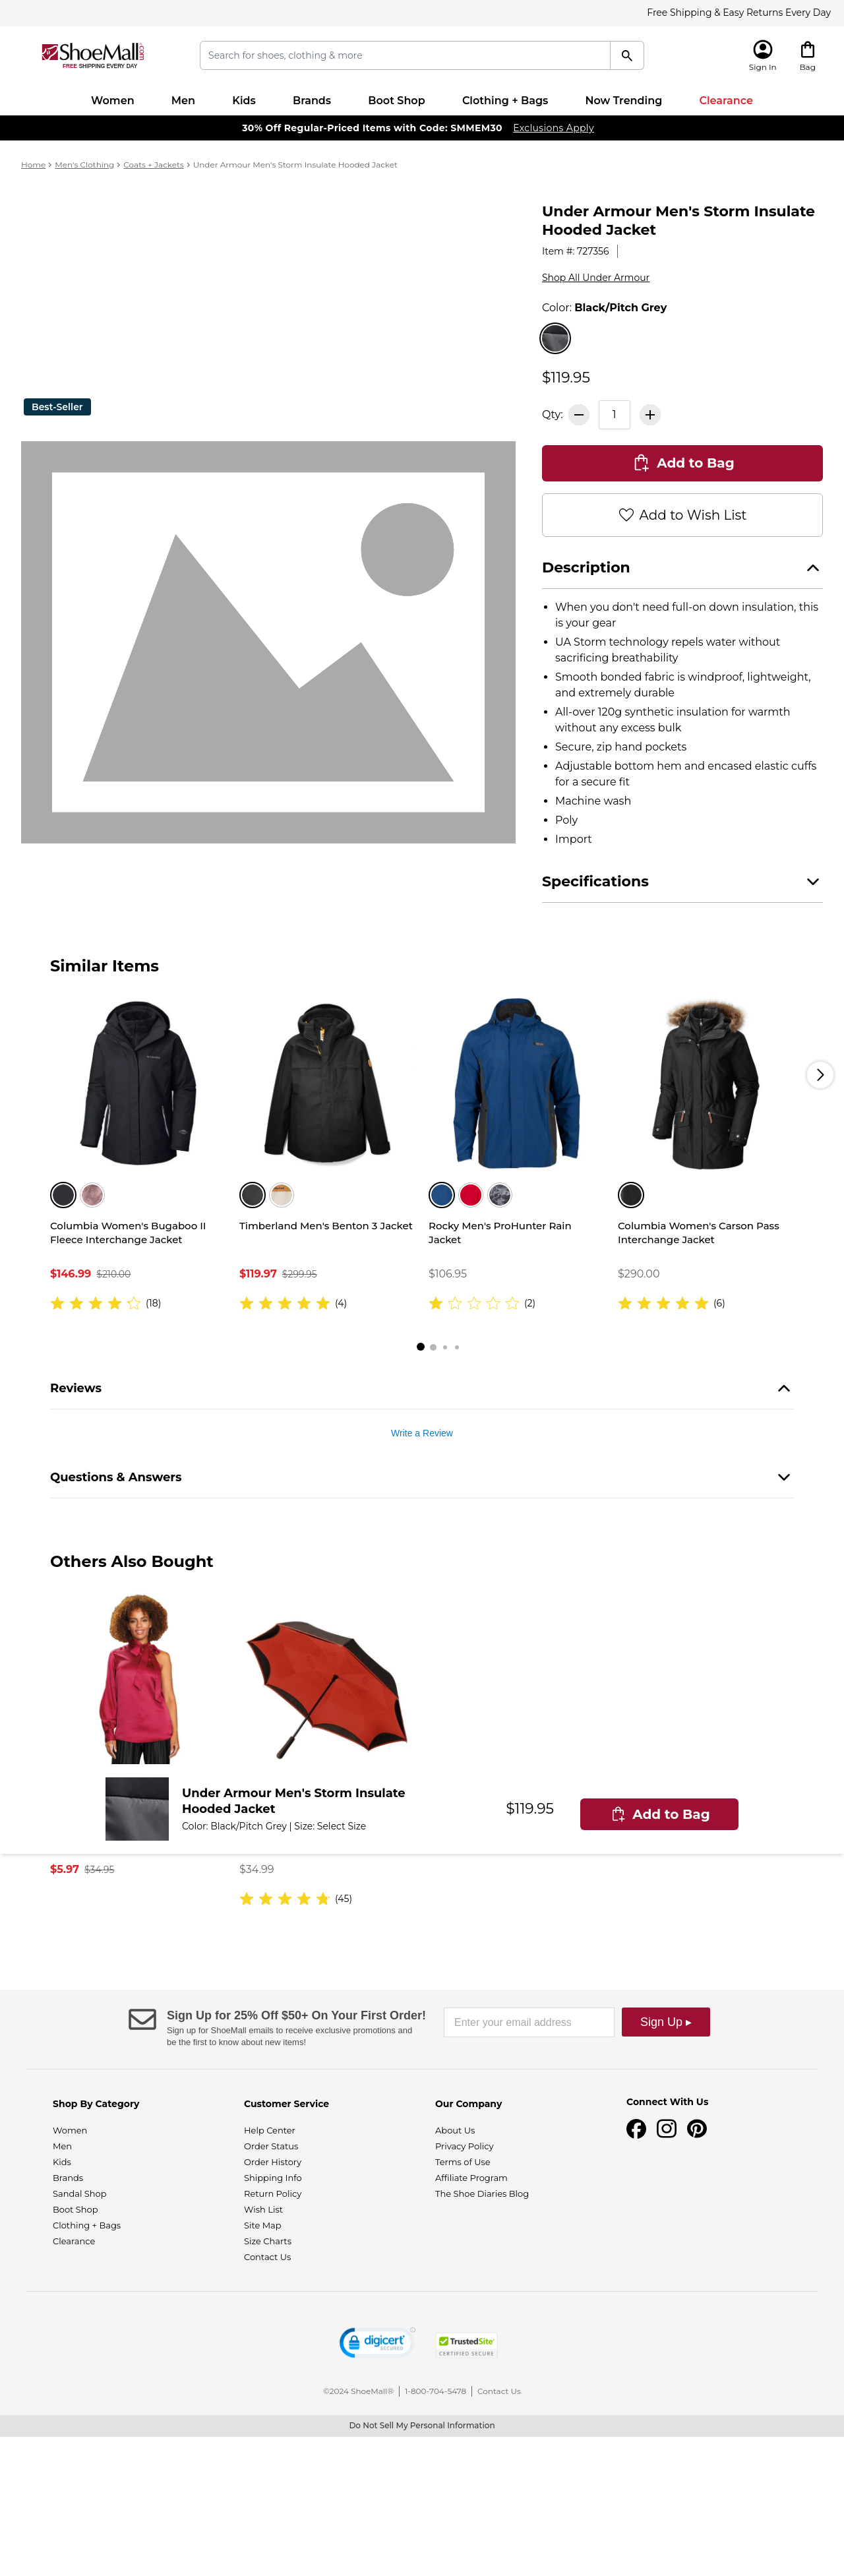 Free Shipping & Easy Returns Every Day
ShoeMall.com
FREE SHIPPING EVERY DAY
Search for shoes, clothing & more
Sign In
Bag
Women Men Kids Brands Boot Shop Clothing + Bags Now Trending Clearance
30% Off Regular-Priced Items with Code: SMMEM30 Exclusions Apply
Home > Men's Clothing > Coats + Jackets > Under Armour Men's Storm Insulate Hooded Jacket
Best-Seller
Under Armour Men's Storm Insulate
Hooded Jacket
Item #: 727356
Shop All Under Armour
Color: Black/Pitch Grey
$119.95
Qty: 1
Add to Bag
Add to Wish List
Description
• When you don't need full-on down insulation, this
is your gear
• UA Storm technology repels water without
sacrificing breathability
• Smooth bonded fabric is windproof, lightweight,
and extremely durable
• All-over 120g synthetic insulation for warmth
without any excess bulk
• Secure, zip hand pockets
• Adjustable bottom hem and encased elastic cuffs
for a secure fit
• Machine wash
• Poly
• Import
Specifications
Similar Items
Columbia Women's Bugaboo II
Fleece Interchange Jacket
$146.99 $210.00
(18)
Timberland Men's Benton 3 Jacket
$119.97 $299.95
(4)
Rocky Men's ProHunter Rain
Jacket
$106.95
(2)
Columbia Women's Carson Pass
Interchange Jacket
$290.00
(6)
Reviews
Write a Review
Questions & Answers
Others Also Bought
Under Armour Men's Storm Insulate
Hooded Jacket
Color: Black/Pitch Grey | Size: Select Size
$119.95
Add to Bag
$5.97 $34.95
$34.99
(45)
Sign Up for 25% Off $50+ On Your First Order!
Sign up for ShoeMall emails to receive exclusive promotions and
be the first to know about new items!
Enter your email address
Sign Up ▸
Shop By Category
Women
Men
Kids
Brands
Sandal Shop
Boot Shop
Clothing + Bags
Clearance
Customer Service
Help Center
Order Status
Order History
Shipping Info
Return Policy
Wish List
Site Map
Size Charts
Contact Us
Our Company
About Us
Privacy Policy
Terms of Use
Affiliate Program
The Shoe Diaries Blog
Connect With Us
digicert
SECURED
TrustedSite
CERTIFIED SECURE
©2024 ShoeMall® | 1-800-704-5478 | Contact Us
Do Not Sell My Personal Information